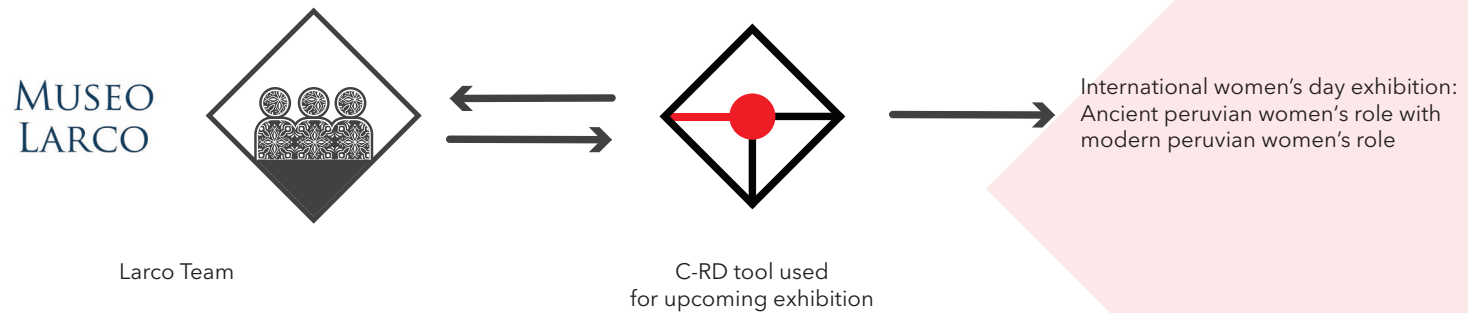 MUSEO
LARCO
Larco Team
C-RD tool used
for upcoming exhibition
International women’s day exhibition:
Ancient peruvian women‘s role with
modern peruvian women’s role